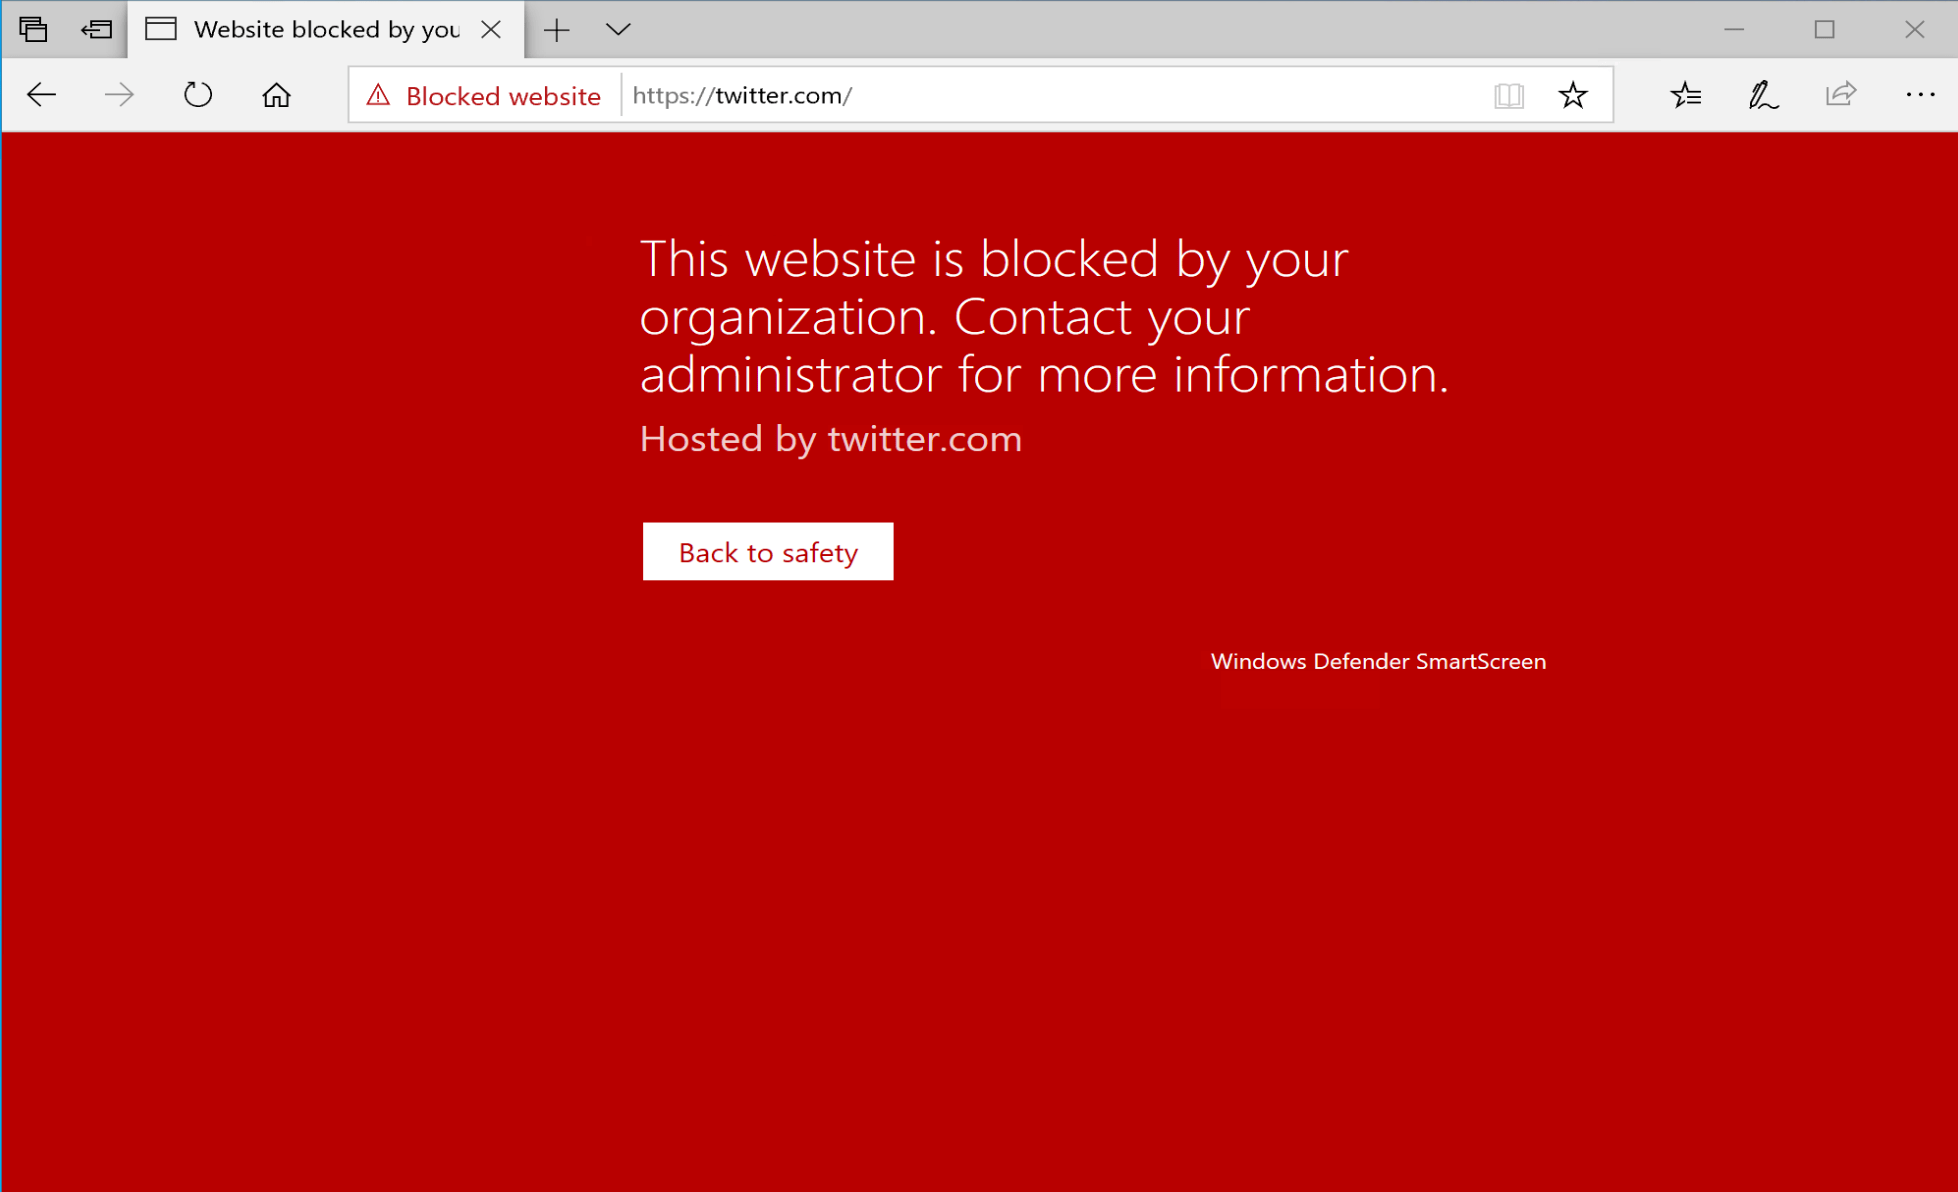 Website blocked by you
Blocked website
https://twitter.com/
This website is blocked by your
organization. Contact your
administrator for more information.
Hosted by twitter.com
Back to safety
Windows Defender SmartScreen